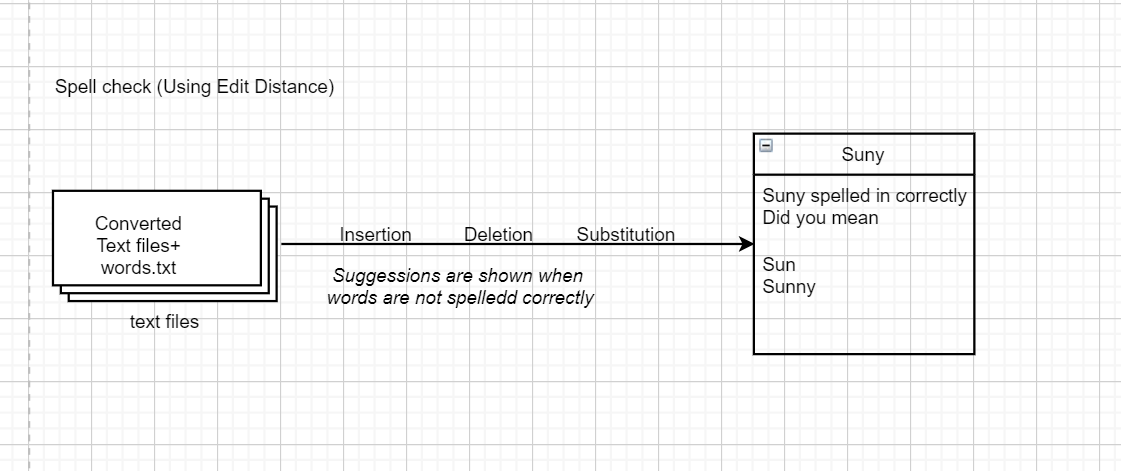 Spell check (Using Edit Distance)
Converted
Text files+
words.txt
text files
Insertion Deletion Substitution
Suggessions are shown when
words are not spelledd correctly
Suny
Suny spelled in correctly
Did you mean
Sun
Sunny